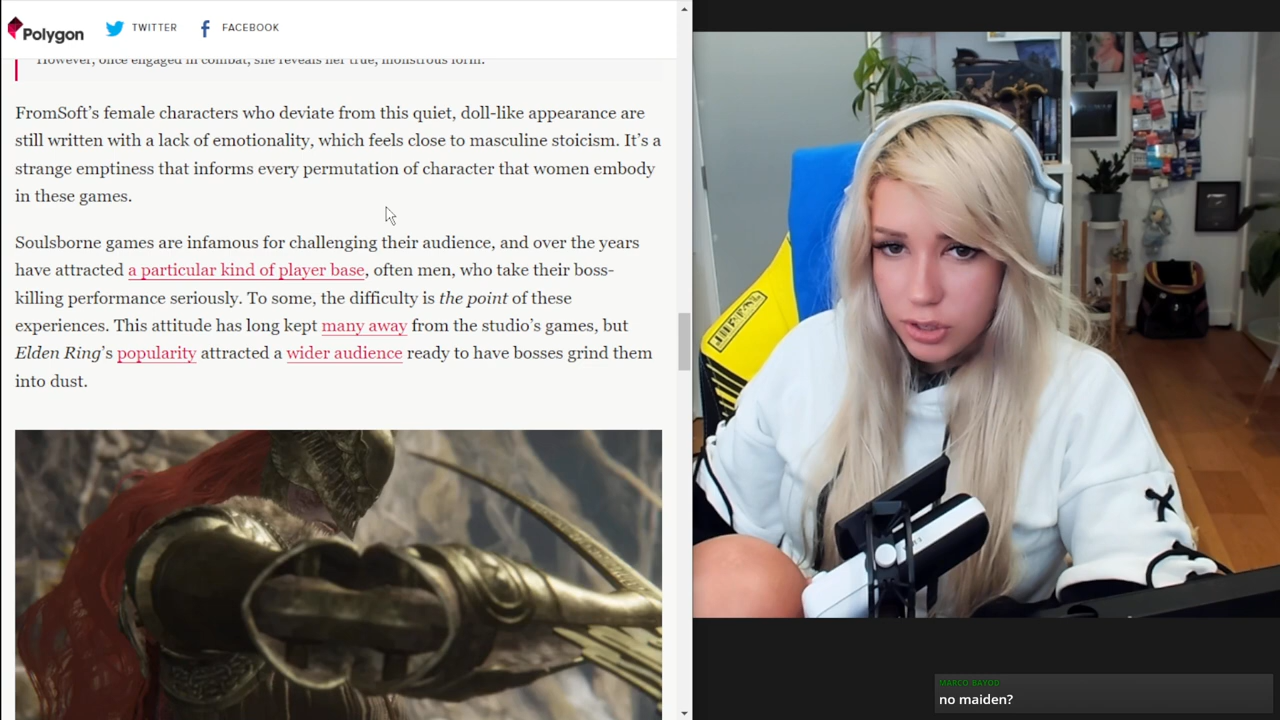 Polygon
TWITTER
FACEBOOK
However, once engaged in combat, she reveals her true, monstrous form.
FromSoft's female characters who deviate from this quiet, doll-like appearance are
still written with a lack of emotionality, which feels close to masculine stoicism. It's a
strange emptiness that informs every permutation of character that women embody
in these games.
Soulsborne games are infamous for challenging their audience, and over the years
have attracted a particular kind of player base, often men, who take their boss-
killing performance seriously. To some, the difficulty is the point of these
experiences. This attitude has long kept many away from the studio's games, but
Elden Ring's popularity attracted a wider audience ready to have bosses grind them
into dust.
MARCO BAYOD
no maiden?